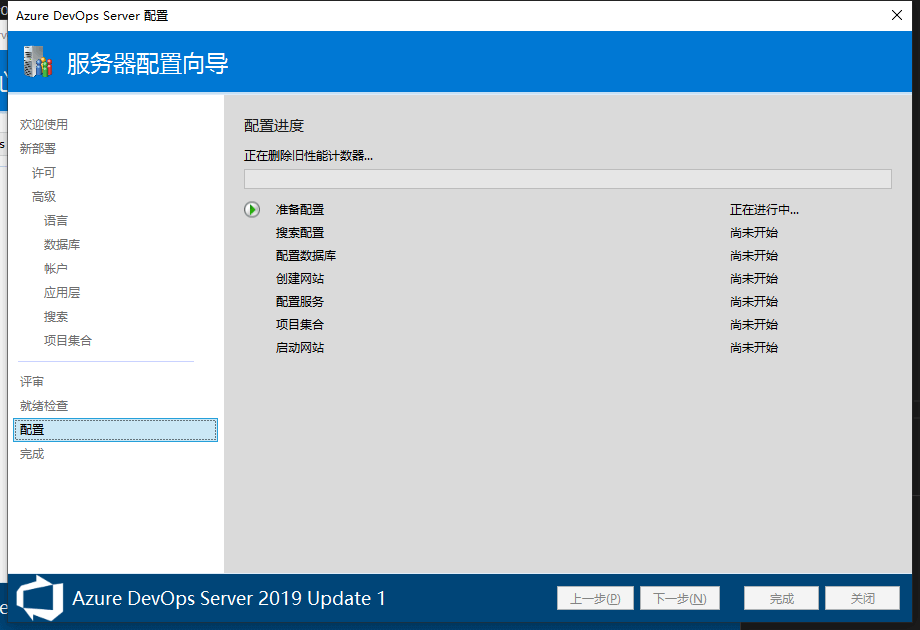 Azure DevOps Server 配置
服务器配置向导
欢迎使用
新部署
许可
高级
语言
数据库
帐户
应用层
搜索
项目集合
评审
就绪检查
配置
完成
配置进度
正在删除旧性能计数器...
准备配置 正在进行中...
搜索配置 尚未开始
配置数据库 尚未开始
创建网站 尚未开始
配置服务 尚未开始
项目集合 尚未开始
启动网站 尚未开始
Azure DevOps Server 2019 Update 1
上一步(P) 下一步(N) 完成 关闭